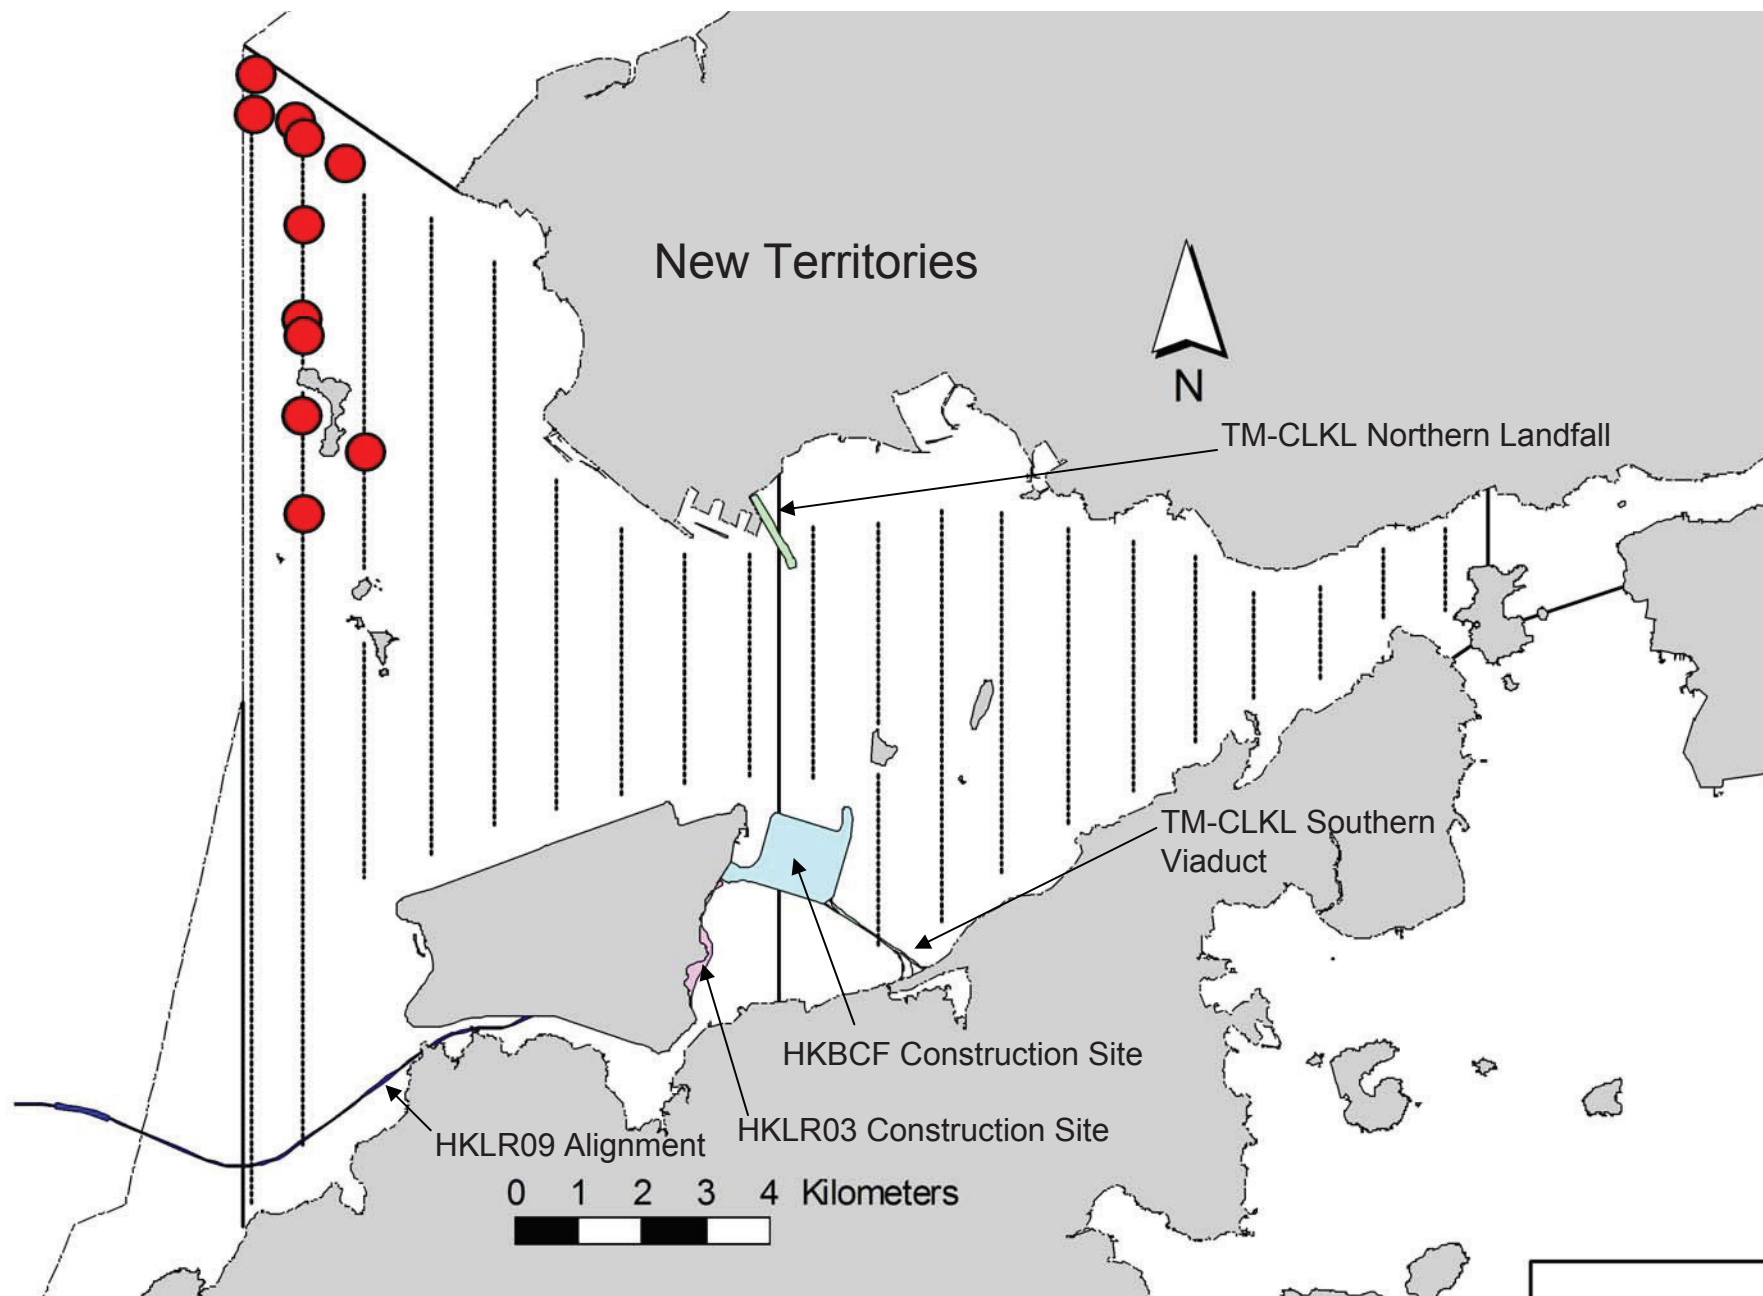 New Territories
N
TM-CLKL Northern Landfall
TM-CLKL Southern
Viaduct
HKBCF Construction Site
HKLR03 Construction Site
HKLR09 Alignment
0 1 2 3 4 Kilometers